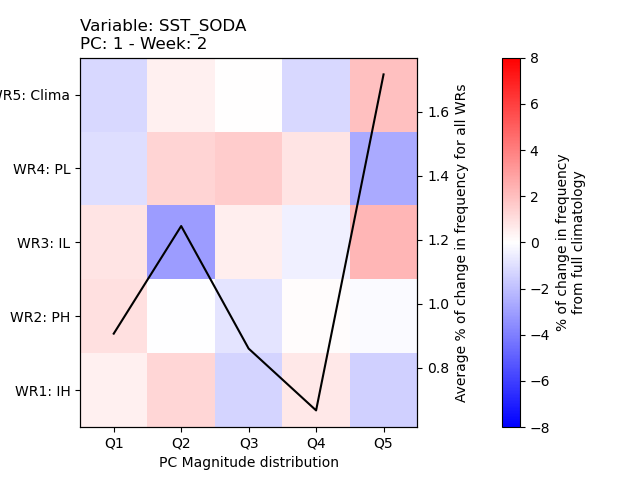 Variable: SST_SODA
PC: 1 - Week: 2
WR5: Clima
WR4: PL
WR3: IL
WR2: PH
WR1: IH
Q1 Q2 Q3 Q4 Q5
PC Magnitude distribution
1.6
1.4
1.2
1.0
0.8
Average % of change in frequency for all WRs
8
6
4
2
0
−2
−4
−6
−8
% of change in frequency
from full climatology